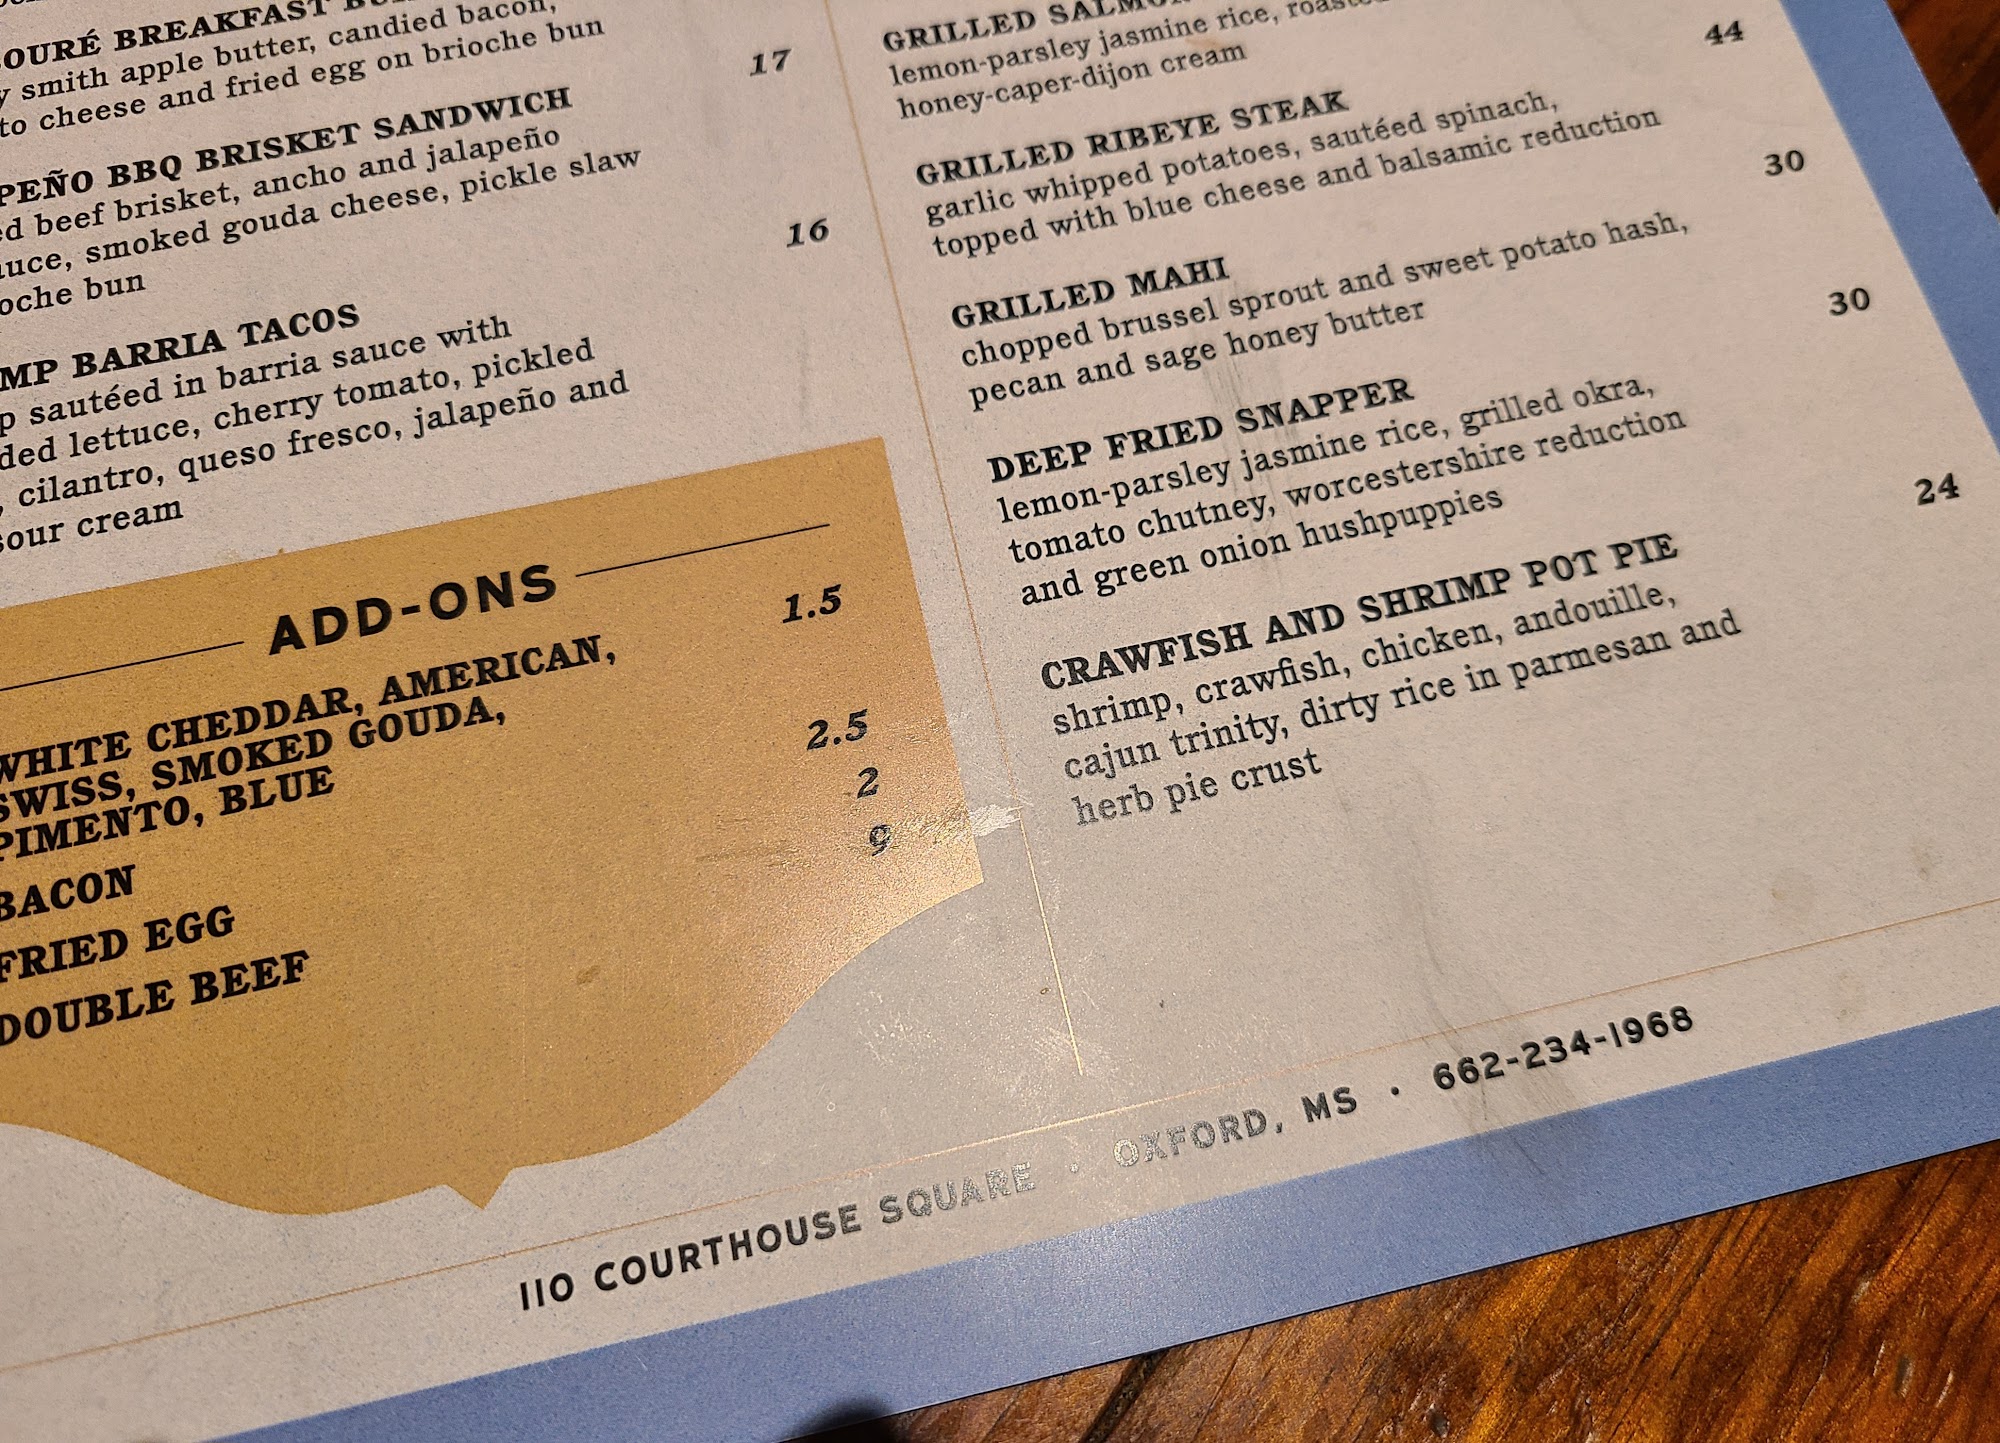 OURÉ BREAKFAST
smith apple butter, candied bacon,
to cheese and fried egg on brioche bun
17
PEÑO BBQ BRISKET SANDWICH
ed beef brisket, ancho and jalapeño
uce, smoked gouda cheese, pickle slaw
oche bun
16
MP BARRIA TACOS
p sautéed in barria sauce with
ded lettuce, cherry tomato, pickled
, cilantro, queso fresco, jalapeño and
sour cream
ADD-ONS
WHITE CHEDDAR, AMERICAN,
1.5
SWISS, SMOKED GOUDA,
PIMENTO, BLUE
BACON
2.5
FRIED EGG
2
DOUBLE BEEF
9
GRILLED SALMON
lemon-parsley jasmine rice, roasted
honey-caper-dijon cream
GRILLED RIBEYE STEAK
44
garlic whipped potatoes, sautéed spinach,
topped with blue cheese and balsamic reduction
GRILLED MAHI
30
chopped brussel sprout and sweet potato hash,
pecan and sage honey butter
DEEP FRIED SNAPPER
30
lemon-parsley jasmine rice, grilled okra,
tomato chutney, worcestershire reduction
and green onion hushpuppies
CRAWFISH AND SHRIMP POT PIE
24
shrimp, crawfish, chicken, andouille,
cajun trinity, dirty rice in parmesan and
herb pie crust
110 COURTHOUSE SQUARE · OXFORD, MS · 662-234-1968